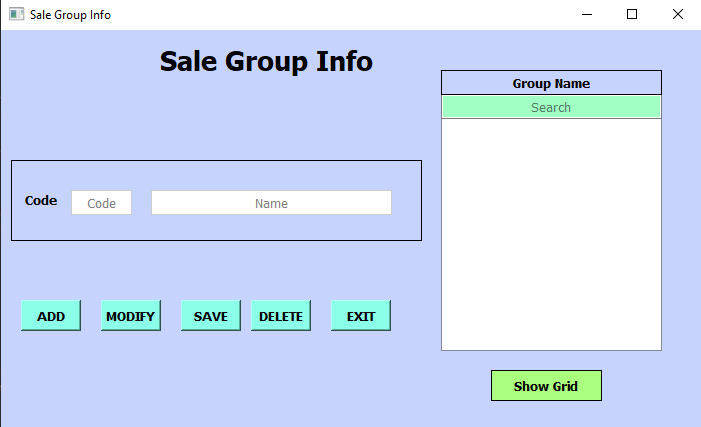 Sale Group Info
Sale Group Info
Group Name
Search
Code Code Name
ADD MODIFY SAVE DELETE EXIT
Show Grid